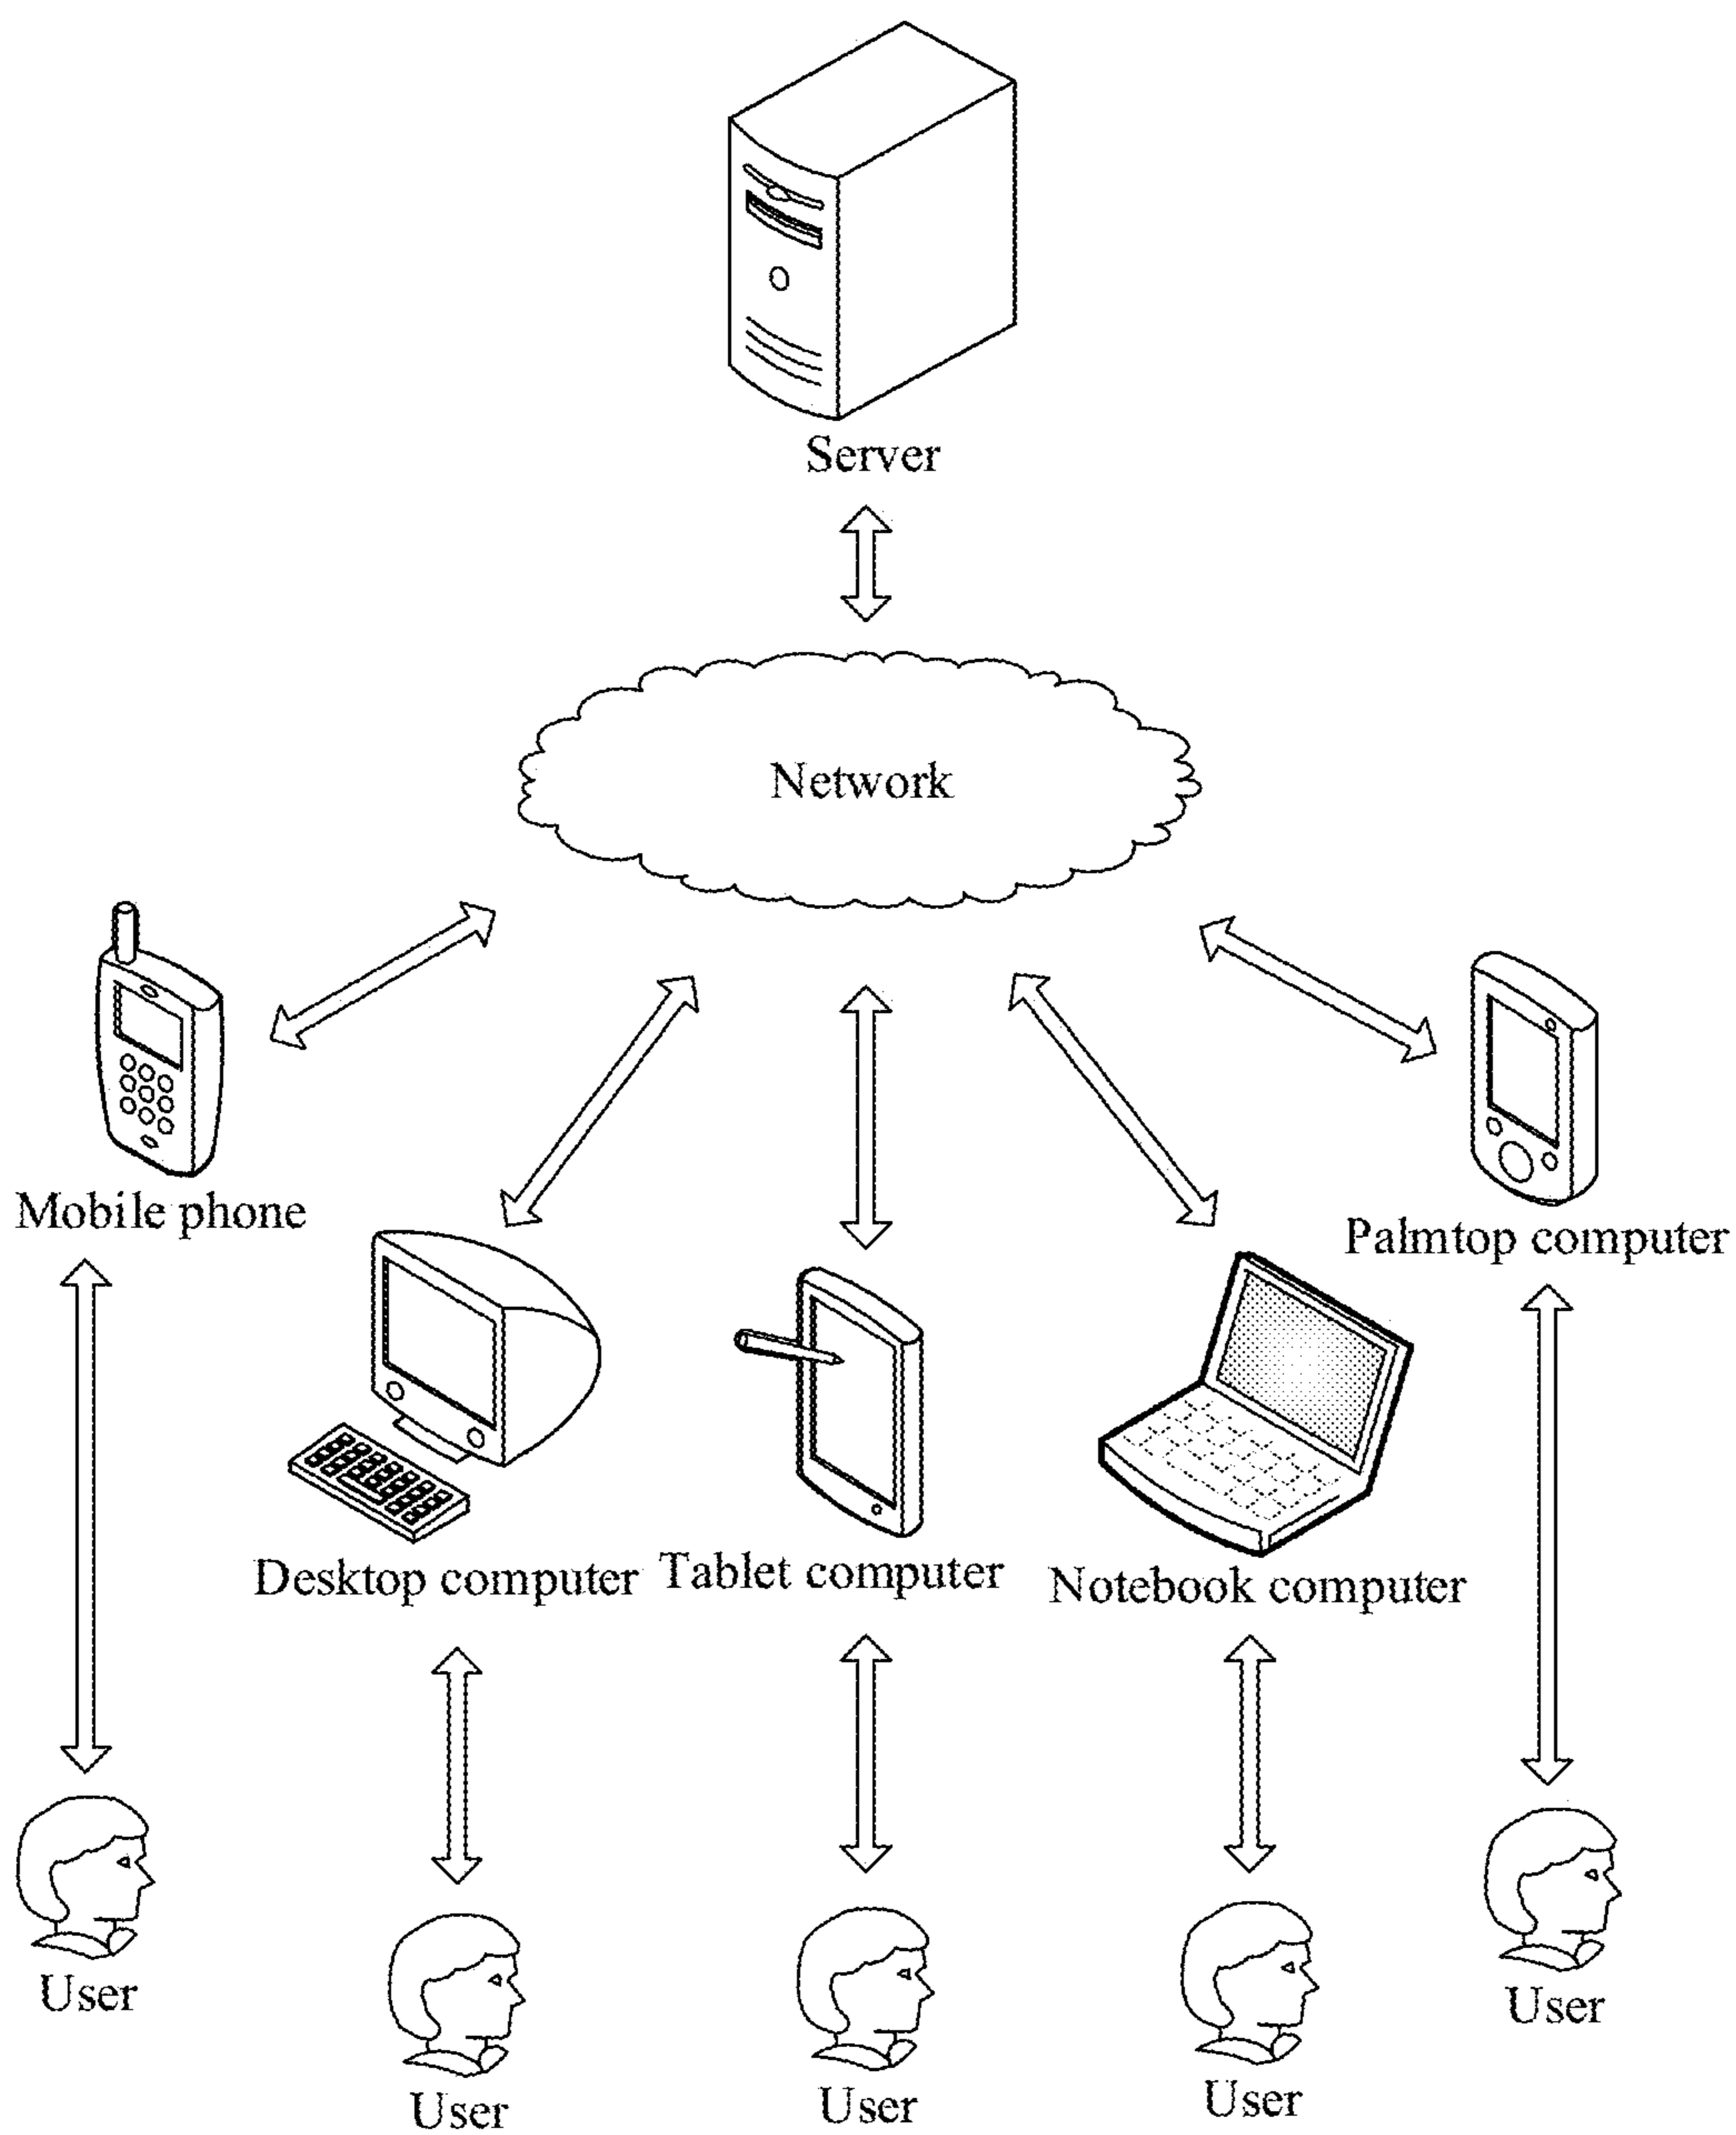 Server
Network
Mobile phone
Palmtop computer
Desktop computer
Tablet computer
Notebook computer
User
User
User
User
User